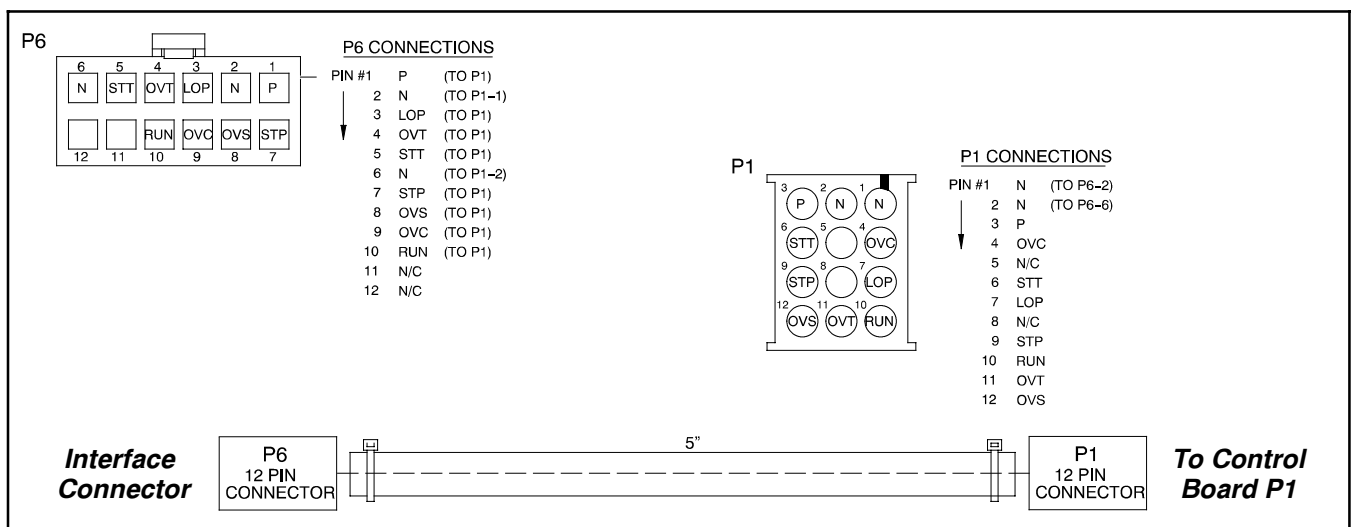 P6
6 5 4 3 2 1
N STT OVT LOP N P
RUN OVC OVS STP
12 11 10 9 8 7
P6 CONNECTIONS
PIN #1 P (TO P1)
2 N (TO P1–1)
3 LOP (TO P1)
4 OVT (TO P1)
5 STT (TO P1)
6 N (TO P1–2)
7 STP (TO P1)
8 OVS (TO P1)
9 OVC (TO P1)
10 RUN (TO P1)
11 N/C
12 N/C
P1
3 2 1
P N N
6 5 4
STT OVC
9 8 7
STP LOP
12 11 10
OVS OVT RUN
P1 CONNECTIONS
PIN #1 N (TO P6–2)
2 N (TO P6–6)
3 P
4 OVC
5 N/C
6 STT
7 LOP
8 N/C
9 STP
10 RUN
11 OVT
12 OVS
Interface
Connector
P6
12 PIN
CONNECTOR
5”
P1
12 PIN
CONNECTOR
To Control
Board P1